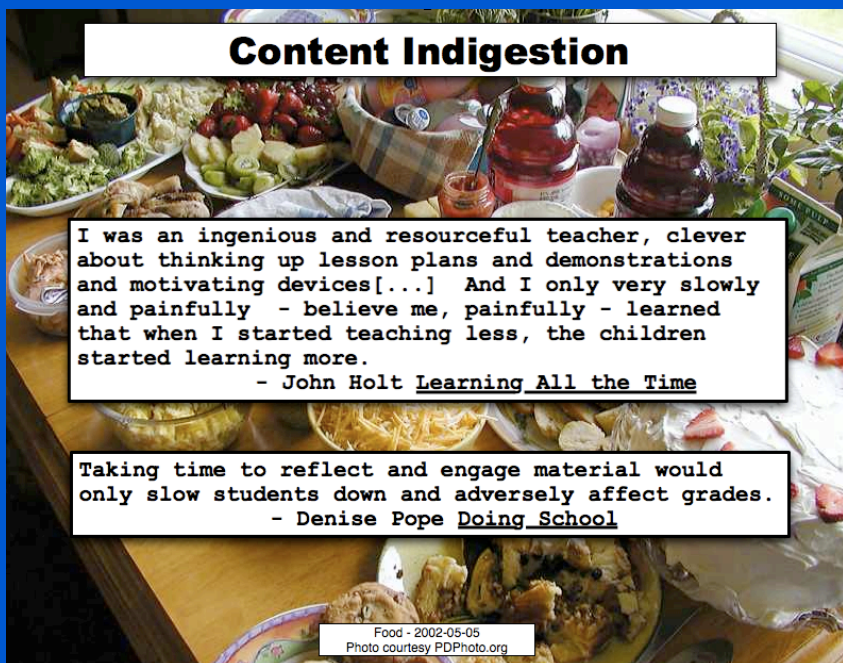 Content Indigestion
SOME PULP
I was an ingenious and resourceful teacher, clever
about thinking up lesson plans and demonstrations
and motivating devices[...]  And I only very slowly
and painfully  - believe me, painfully - learned
that when I started teaching less, the children
started learning more.
- John Holt Learning All the Time
Taking time to reflect and engage material would
only slow students down and adversely affect grades.
- Denise Pope Doing School
Food - 2002-05-05
Photo courtesy PDPhoto.org